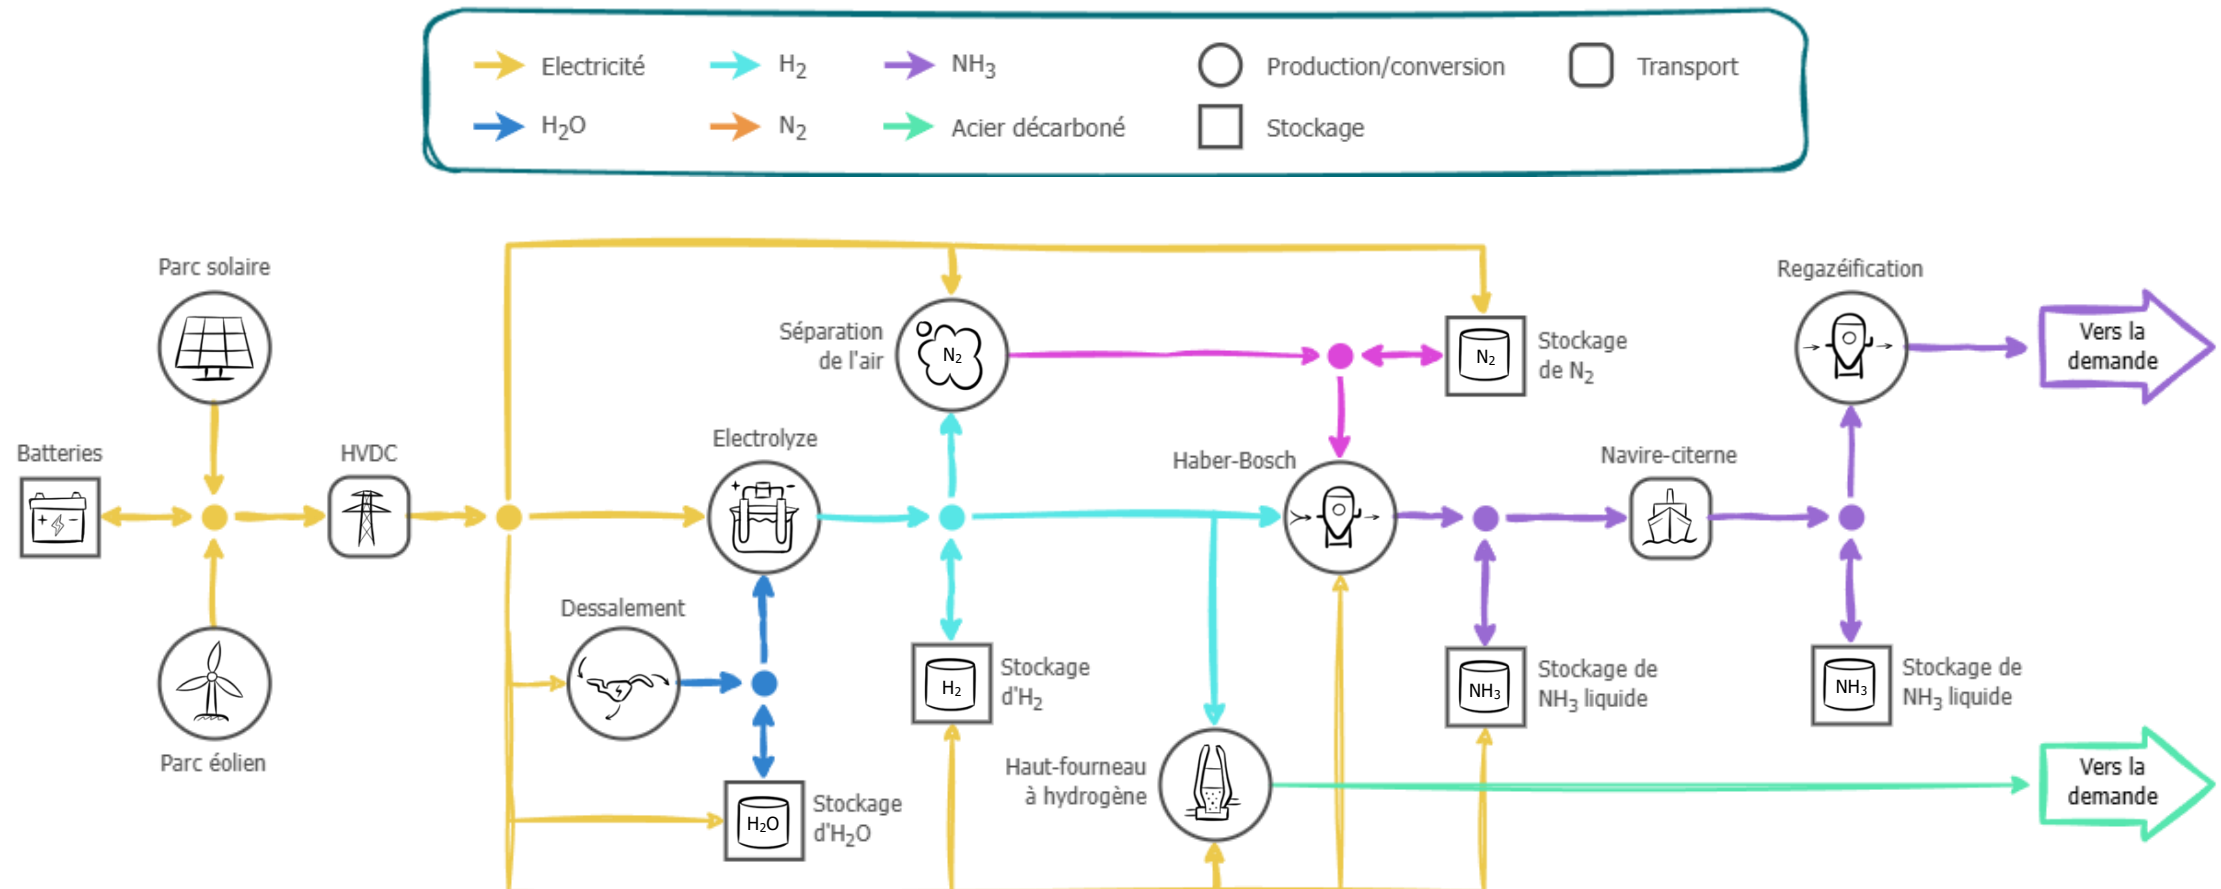 Electricité
H2
NH3
Production/conversion
Transport
H2O
N2
Acier décarboné
Stockage
Parc solaire
Regazéification
Séparation
de l'air
N2
N2
Stockage
de N2
Vers la
demande
Batteries
HVDC
Electrolyze
Haber-Bosch
Navire-citerne
Dessalement
H2
Stockage
d'H2
NH3
Stockage de
NH3 liquide
NH3
Stockage de
NH3 liquide
Parc éolien
Haut-fourneau
à hydrogène
Vers la
demande
H2O
Stockage
d'H2O